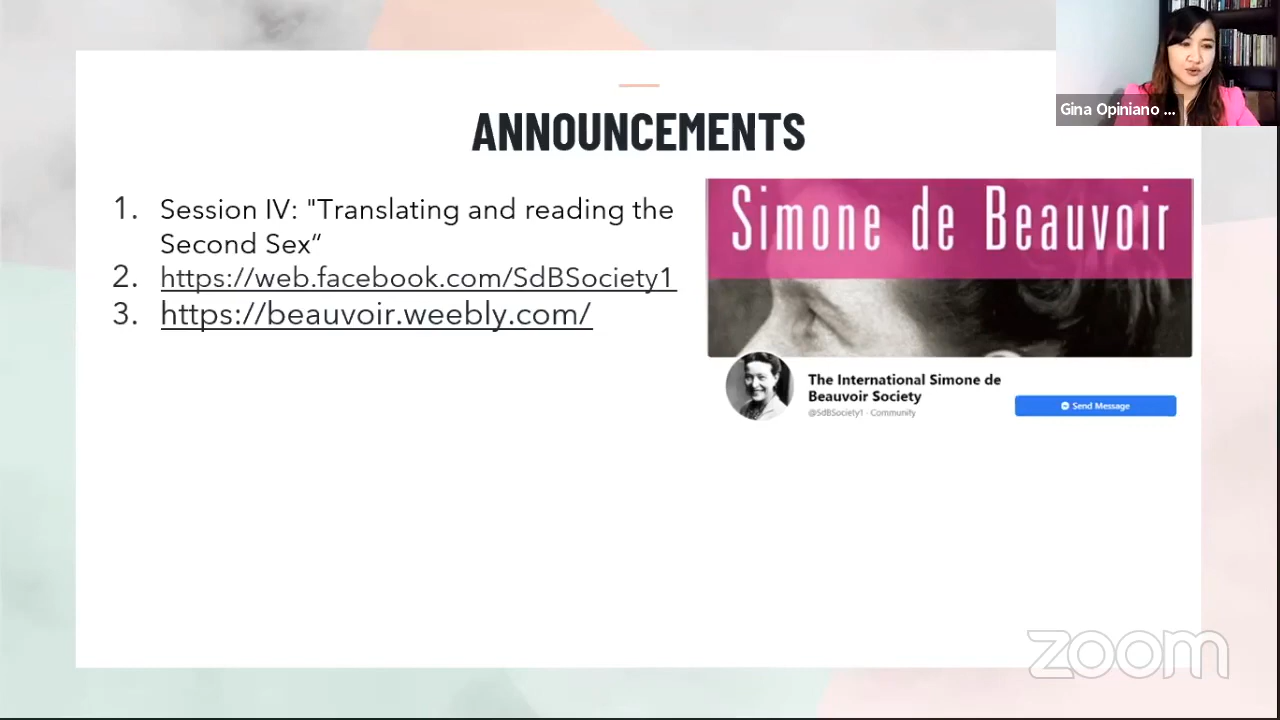 Gina Opiniano ...
ANNOUNCEMENTS
1. Session IV: "Translating and reading the
Second Sex“
2. https://web.facebook.com/SdBSociety1
3. https://beauvoir.weebly.com/
Simone de Beauvoir
The International Simone de
Beauvoir Society
@SdBSociety1 · Community
Send Message
zoom